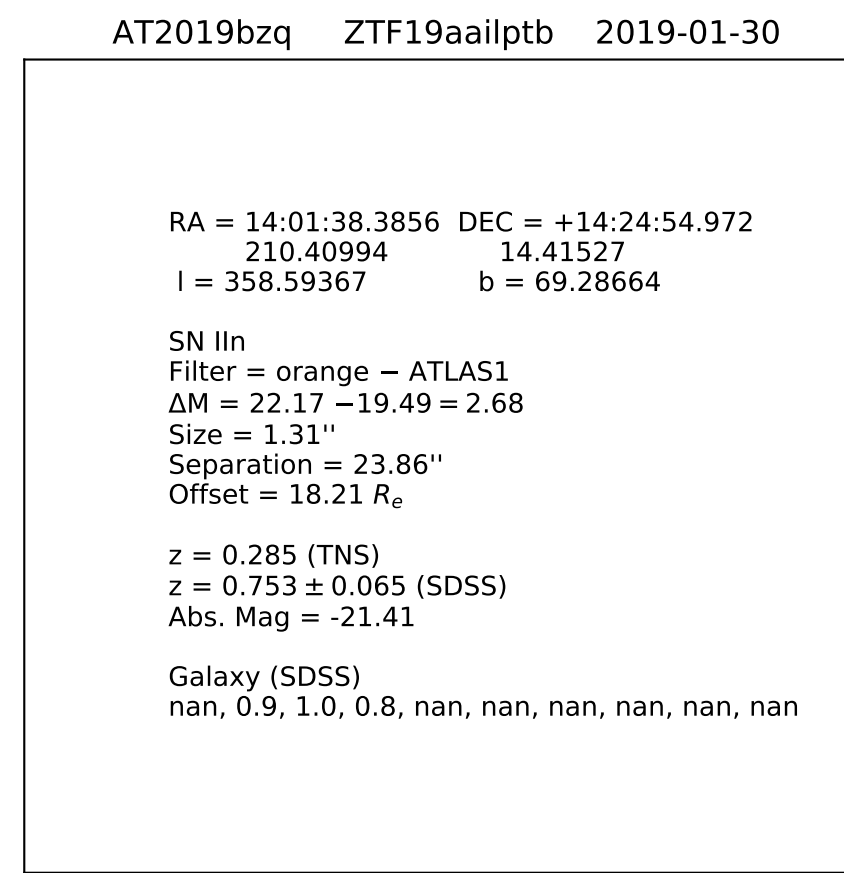 AT2019bzq ZTF19aailptb 2019-01-30
RA = 14:01:38.3856 DEC = +14:24:54.972
210.40994 14.41527
l = 358.59367 b = 69.28664
SN IIn
Filter = orange − ATLAS1
ΔM = 22.17 −19.49 = 2.68
Size = 1.31''
Separation = 23.86''
Offset = 18.21 Rₑ
z = 0.285 (TNS)
z = 0.753 ± 0.065 (SDSS)
Abs. Mag = -21.41
Galaxy (SDSS)
nan, 0.9, 1.0, 0.8, nan, nan, nan, nan, nan, nan